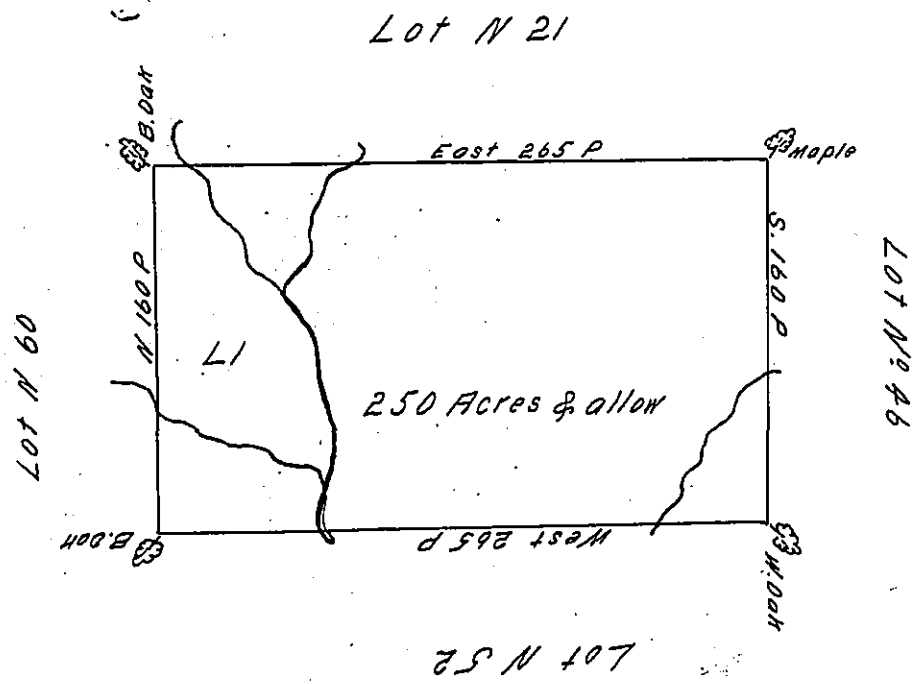 Lot N 21
B.Oak
East 265 P
Maple
N 160 P
S. 160 P
Lot N 60
L1
250 Acres & allow
Lot No 46
B.Oak
West 265 P
W.Oak
Lot N 52